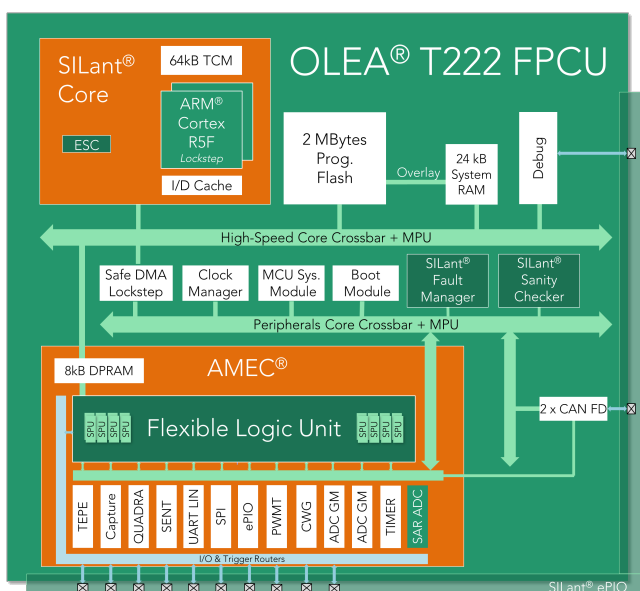 SILant®
Core
64kB TCM
ARM®
Cortex
R5F
Lockstep
ESC
I/D Cache
OLEA® T222 FPCU
2 MBytes
Prog.
Flash
Overlay
24 kB
System
RAM
Debug
High-Speed Core Crossbar + MPU
Safe DMA
Lockstep
Clock
Manager
MCU Sys.
Module
Boot
Module
SILant®
Fault
Manager
SILant®
Sanity
Checker
Peripherals Core Crossbar + MPU
8kB DPRAM
AMEC®
SPU
SPU
SPU
SPU
Flexible Logic Unit
SPU
SPU
SPU
SPU
2 x CAN FD
TEPE
Capture
QUADRA
SENT
UART LIN
SPI
ePIO
PWMT
CWG
ADC GM
ADC GM
TIMER
SAR ADC
I/O & Trigger Routers
SILant® ePIO